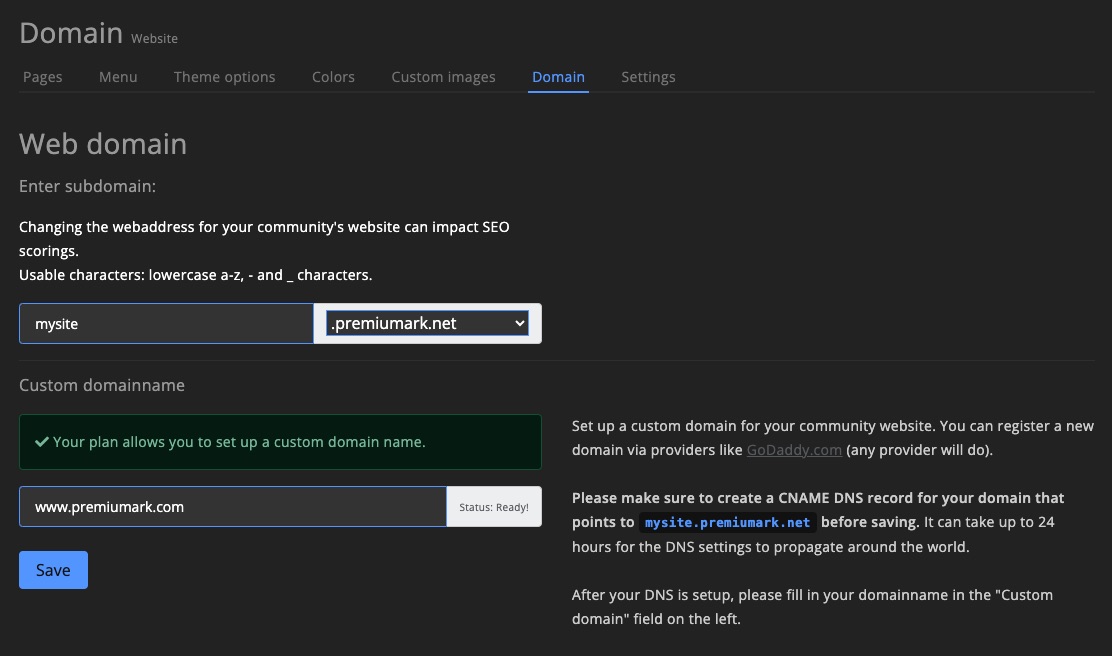 Domain Website
Pages Menu Theme options Colors Custom images Domain Settings
Web domain
Enter subdomain:
Changing the webaddress for your community's website can impact SEO
scorings.
Usable characters: lowercase a-z, - and _ characters.
mysite .premiumark.net
Custom domainname
Your plan allows you to set up a custom domain name.
www.premiumark.com Status: Ready!
Save
Set up a custom domain for your community website. You can register a new
domain via providers like GoDaddy.com (any provider will do).
Please make sure to create a CNAME DNS record for your domain that
points to mysite.premiumark.net before saving. It can take up to 24
hours for the DNS settings to propagate around the world.
After your DNS is setup, please fill in your domainname in the "Custom
domain" field on the left.